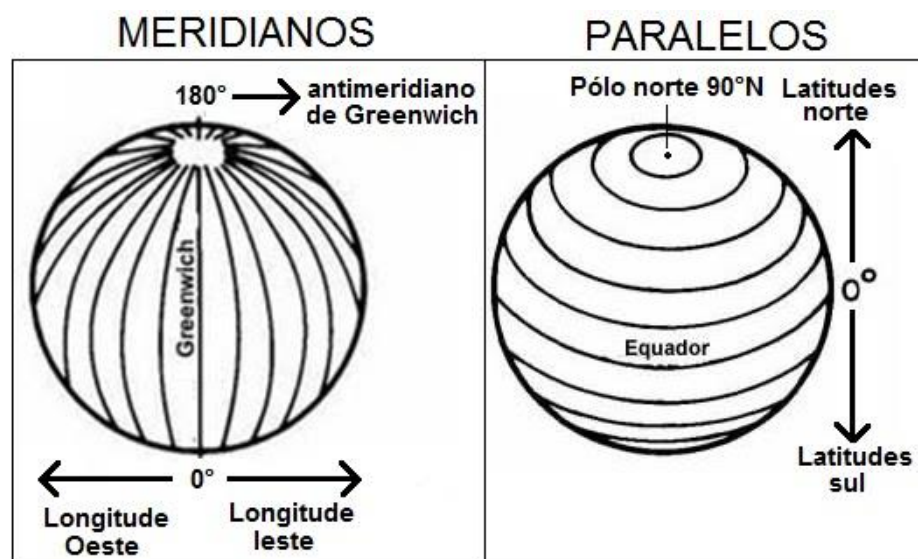 MERIDIANOS
180°
antimeridiano
de Greenwich
Greenwich
0°
Longitude
Oeste
Longitude
leste
PARALELOS
Pólo norte 90°N
Latitudes
norte
0°
Equador
Latitudes
sul